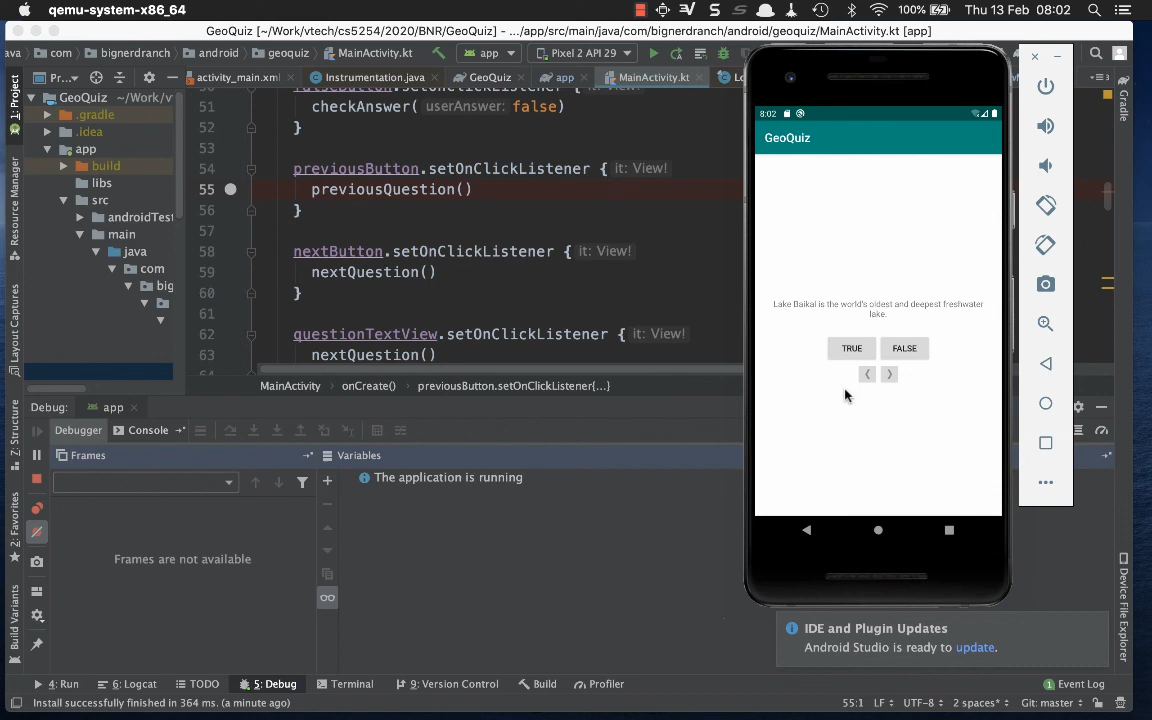 qemu-system-x86_64
100%
Thu 13 Feb 08:02
GeoQuiz [~/Work/vtech/cs5254/2020/BNR/GeoQuiz] - .../app/src/main/java/com/bignerdranch/android/geoquiz/MainActivity.kt [app]
ava
com
bignerdranch
android
geoquiz
MainActivity.kt
app
Pixel 2 API 29
Pr...
activity_main.xml
Instrumentation.java
GeoQuiz
app
MainActivity.kt
Lo
1: Project
Resource Manager
Layout Captures
Z: Structure
2: Favorites
Build Variants
Gradle
Device File Explorer
GeoQuiz ~/Work/v
.gradle
.idea
app
build
libs
src
androidTest
main
java
com
big
51 checkAnswer( userAnswer: false)
52 }
53
54 previousButton.setOnClickListener { it: View!
55 previousQuestion()
56 }
57
58 nextButton.setOnClickListener { it: View!
59 nextQuestion()
60 }
61
62 questionTextView.setOnClickListener { it: View!
63 nextQuestion()
MainActivity
onCreate()
previousButton.setOnClickListener{...}
Debug:
app
Debugger
Console
Frames
Variables
The application is running
Frames are not available
8:02
GeoQuiz
Lake Baikal is the world's oldest and deepest freshwater
lake.
TRUE
FALSE
<
>
IDE and Plugin Updates
Android Studio is ready to update.
4: Run
6: Logcat
TODO
5: Debug
Terminal
9: Version Control
Build
Profiler
1 Event Log
Install successfully finished in 364 ms. (a minute ago)
55:1
LF
UTF-8
2 spaces*
Git: master